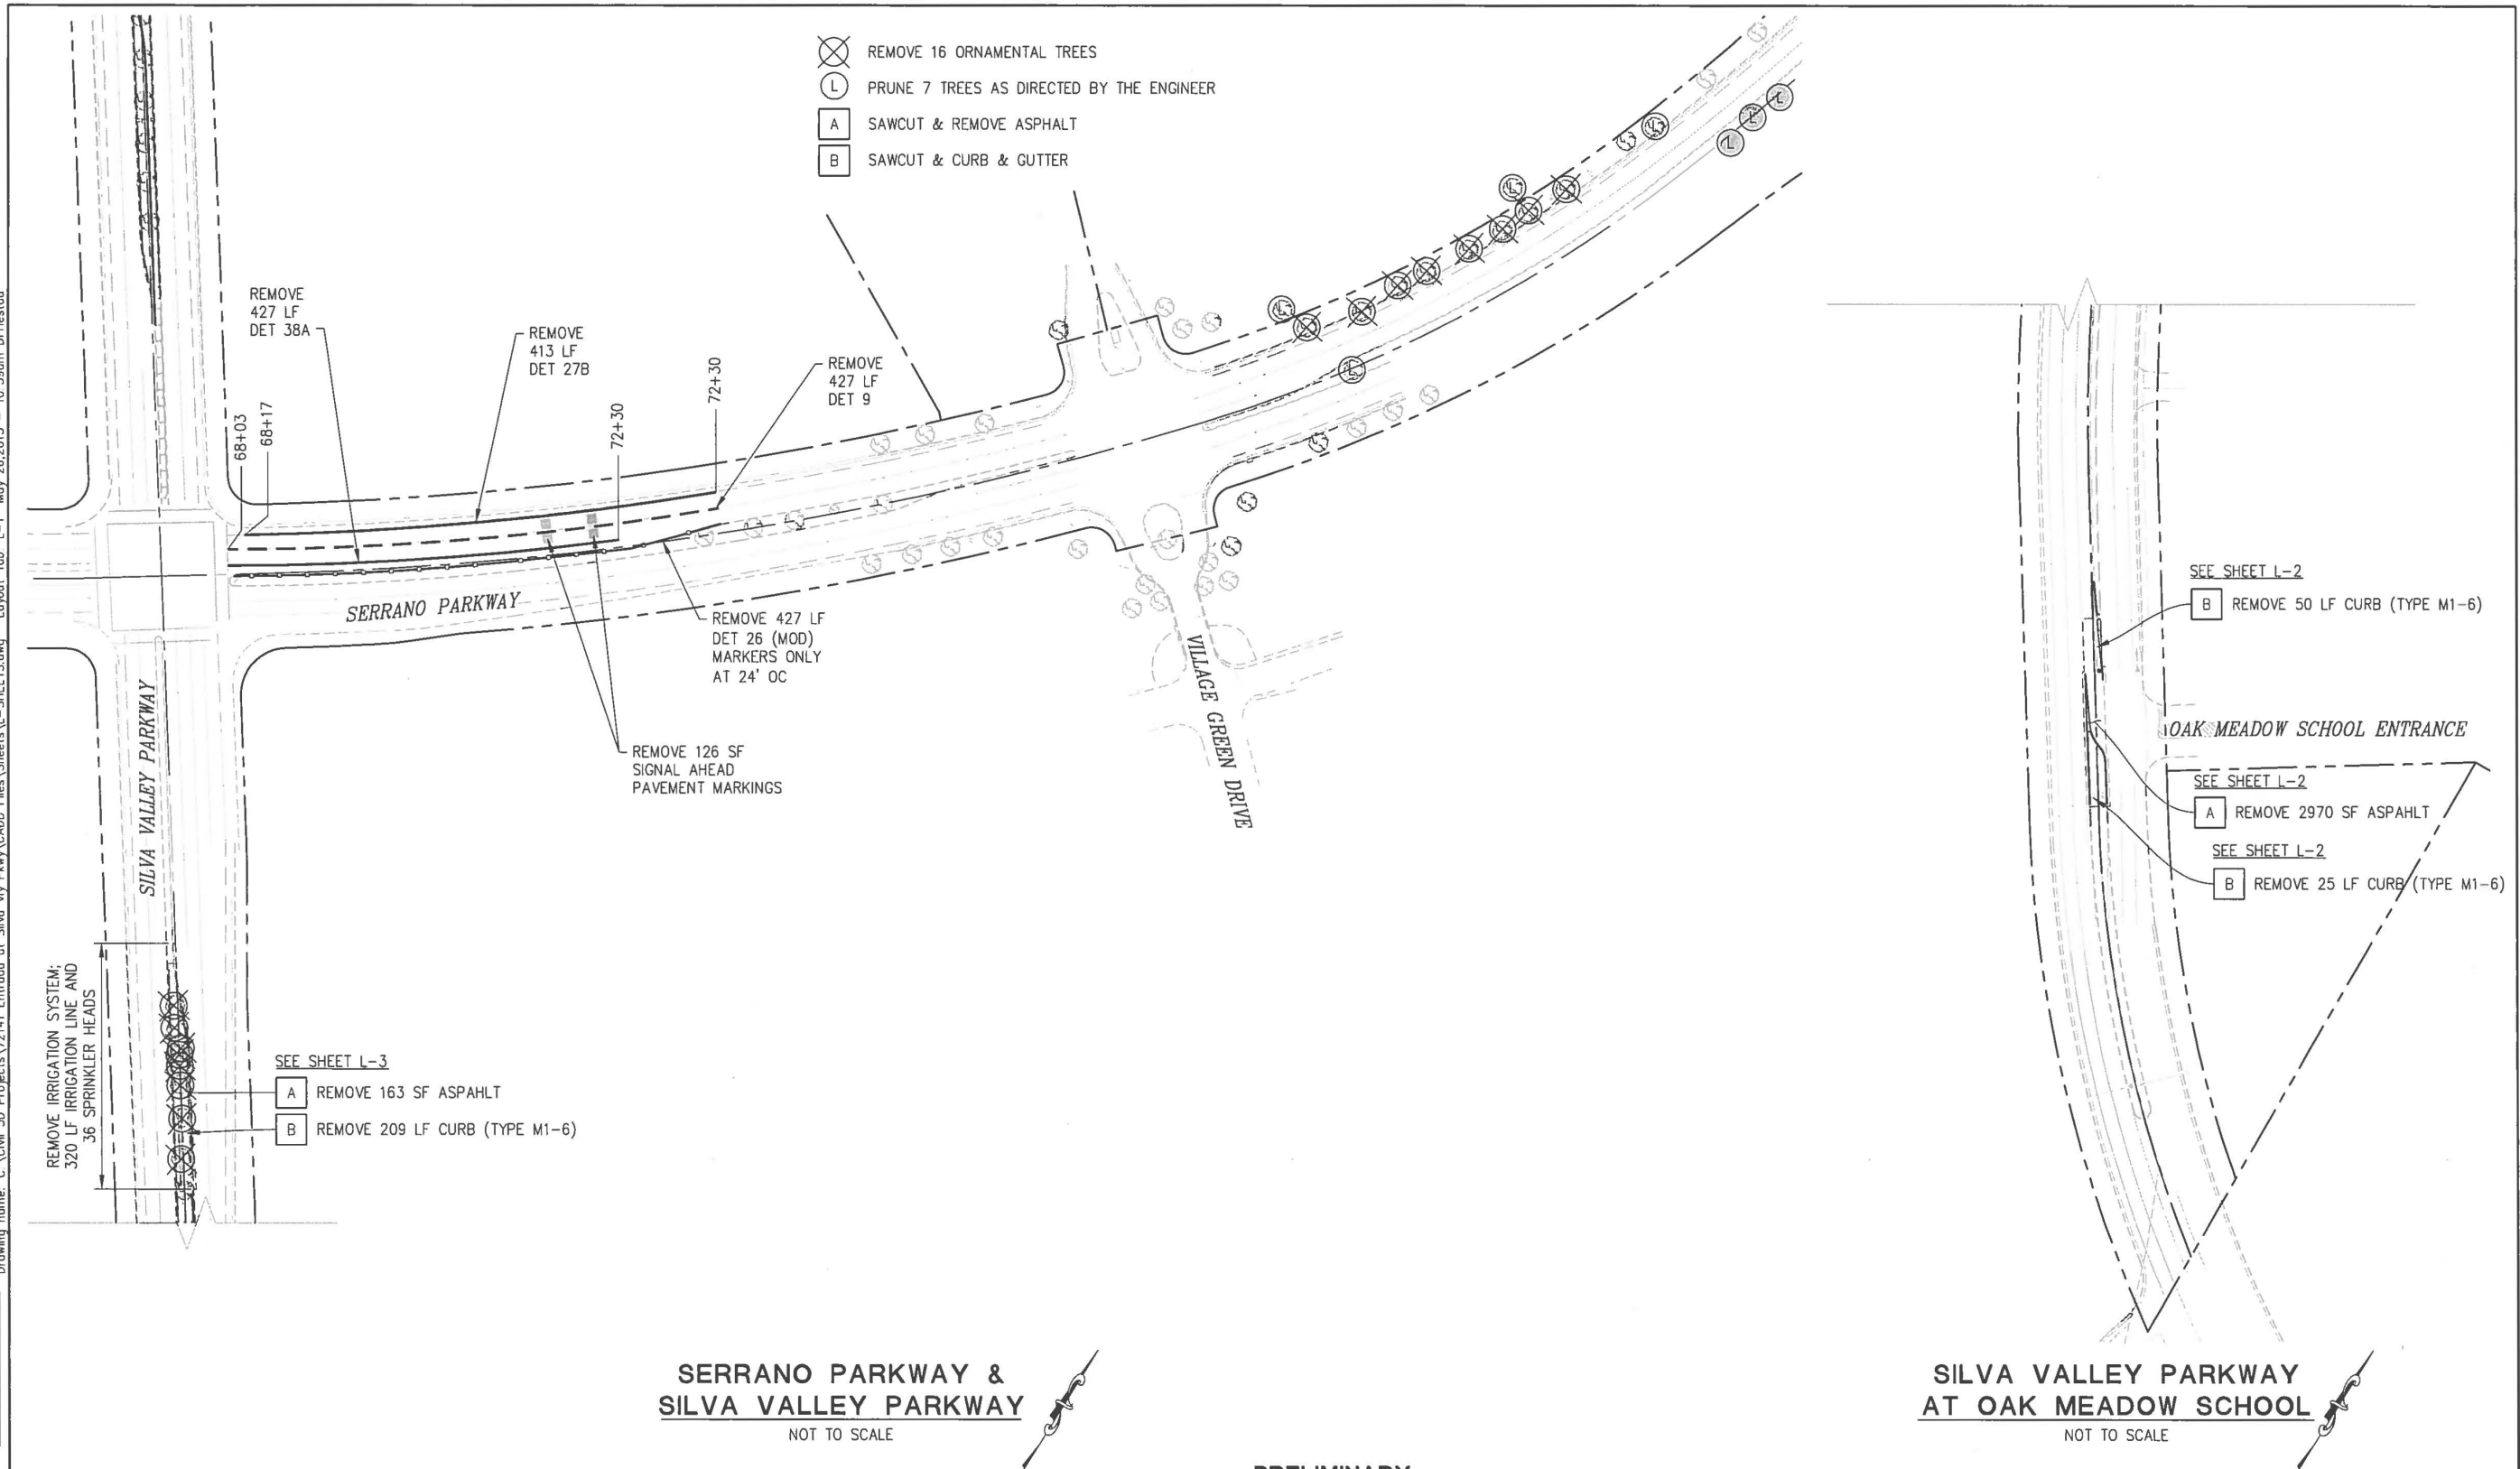 REMOVE 16 ORNAMENTAL TREES
L PRUNE 7 TREES AS DIRECTED BY THE ENGINEER
A SAWCUT & REMOVE ASPHALT
B SAWCUT & CURB & GUTTER
REMOVE
427 LF
DET 38A
REMOVE
413 LF
DET 27B
REMOVE
427 LF
DET 9
68+03
68+17
72+30
72+30
SERRANO PARKWAY
REMOVE 427 LF
DET 26 (MOD)
MARKERS ONLY
AT 24' OC
REMOVE 126 SF
SIGNAL AHEAD
PAVEMENT MARKINGS
SILVA VALLEY PARKWAY
VILLAGE GREEN DRIVE
L
L
L
L
L
L
L
REMOVE IRRIGATION SYSTEM;
320 LF IRRIGATION LINE AND
36 SPRINKLER HEADS
SEE SHEET L-3
A REMOVE 163 SF ASPAHLT
B REMOVE 209 LF CURB (TYPE M1-6)
SEE SHEET L-2
B REMOVE 50 LF CURB (TYPE M1-6)
OAK MEADOW SCHOOL ENTRANCE
SEE SHEET L-2
A REMOVE 2970 SF ASPAHLT
SEE SHEET L-2
B REMOVE 25 LF CURB (TYPE M1-6)
SERRANO PARKWAY &
SILVA VALLEY PARKWAY
NOT TO SCALE
SILVA VALLEY PARKWAY
AT OAK MEADOW SCHOOL
NOT TO SCALE
PRELIMINARY